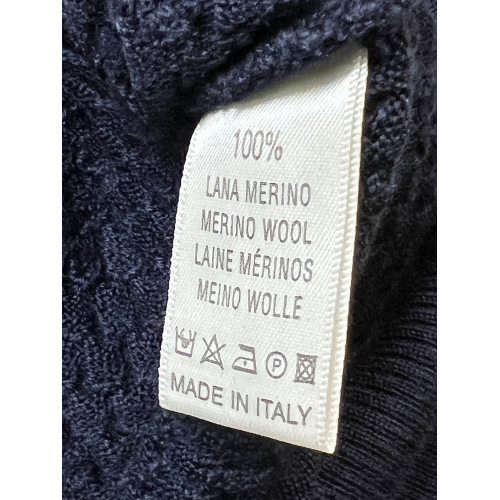 100%
LANA MERINO
MERINO WOOL
LAINE MÉRINOS
MEINO WOLLE
P
MADE IN ITALY